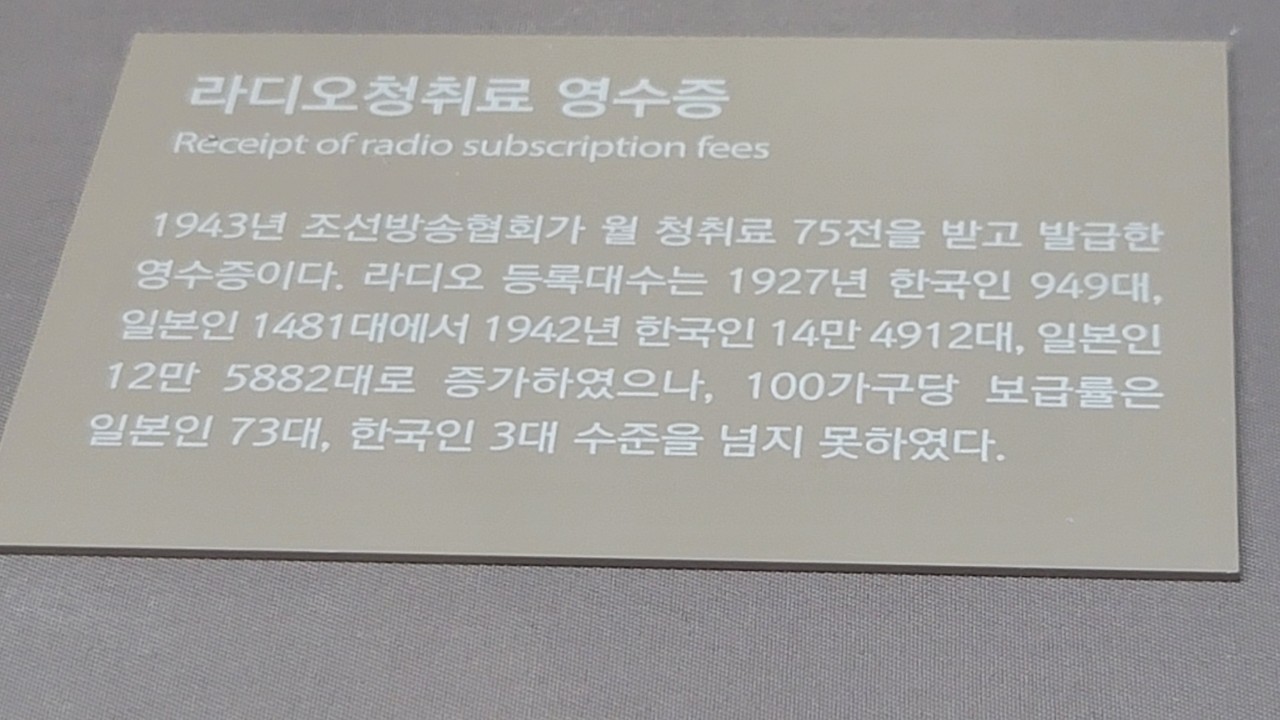 라디오청취료 영수증
Receipt of radio subscription fees
1943년 조선방송협회가 월 청취료 75전을 받고 발급한
영수증이다. 라디오 등록대수는 1927년 한국인 949대,
일본인 1481대에서 1942년 한국인 14만 4912대, 일본인
12만 5882대로 증가하였으나, 100가구당 보급률은
일본인 73대, 한국인 3대 수준을 넘지 못하였다.